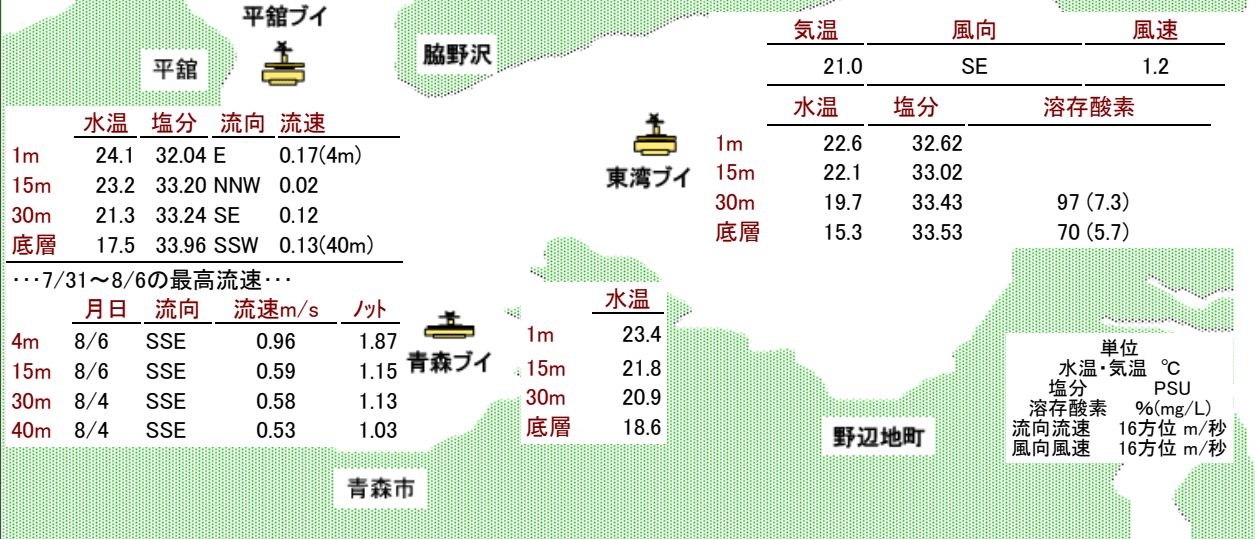 平舘ブイ
平舘
脇野沢
水温 塩分 流向 流速
1m 24.1 32.04 E 0.17(4m)
15m 23.2 33.20 NNW 0.02
30m 21.3 33.24 SE 0.12
底層 17.5 33.96 SSW 0.13(40m)
･･･7/31～8/6の最高流速･･･
月日 流向 流速m/s ﾉｯﾄ
4m 8/6 SSE 0.96 1.87
15m 8/6 SSE 0.59 1.15
30m 8/4 SSE 0.58 1.13
40m 8/4 SSE 0.53 1.03
気温 風向 風速
21.0 SE 1.2
水温 塩分 溶存酸素
1m 22.6 32.62
15m 22.1 33.02
30m 19.7 33.43 97 (7.3)
底層 15.3 33.53 70 (5.7)
東湾ブイ
青森ブイ
水温
1m 23.4
15m 21.8
30m 20.9
底層 18.6
単位
水温･気温 ℃
塩分 PSU
溶存酸素 %(mg/L)
流向流速 16方位 m/秒
風向風速 16方位 m/秒
野辺地町
青森市